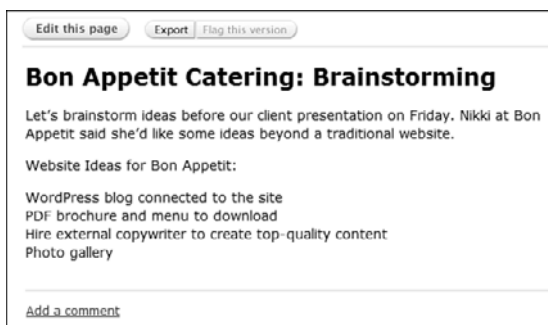 Edit this page Export Flag this version
Bon Appetit Catering: Brainstorming
Let's brainstorm ideas before our client presentation on Friday. Nikki at Bon
Appetit said she'd like some ideas beyond a traditional website.
Website Ideas for Bon Appetit:
WordPress blog connected to the site
PDF brochure and menu to download
Hire external copywriter to create top-quality content
Photo gallery
Add a comment